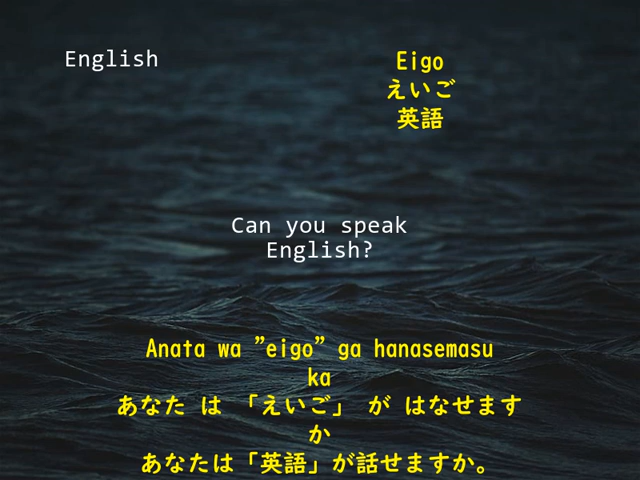 English
Eigo
えいご
英語
Can you speak
English?
Anata wa ”eigo” ga hanasemasu
ka
あなた は 「えいご」 が はなせます
か
あなたは「英語」が話せますか。